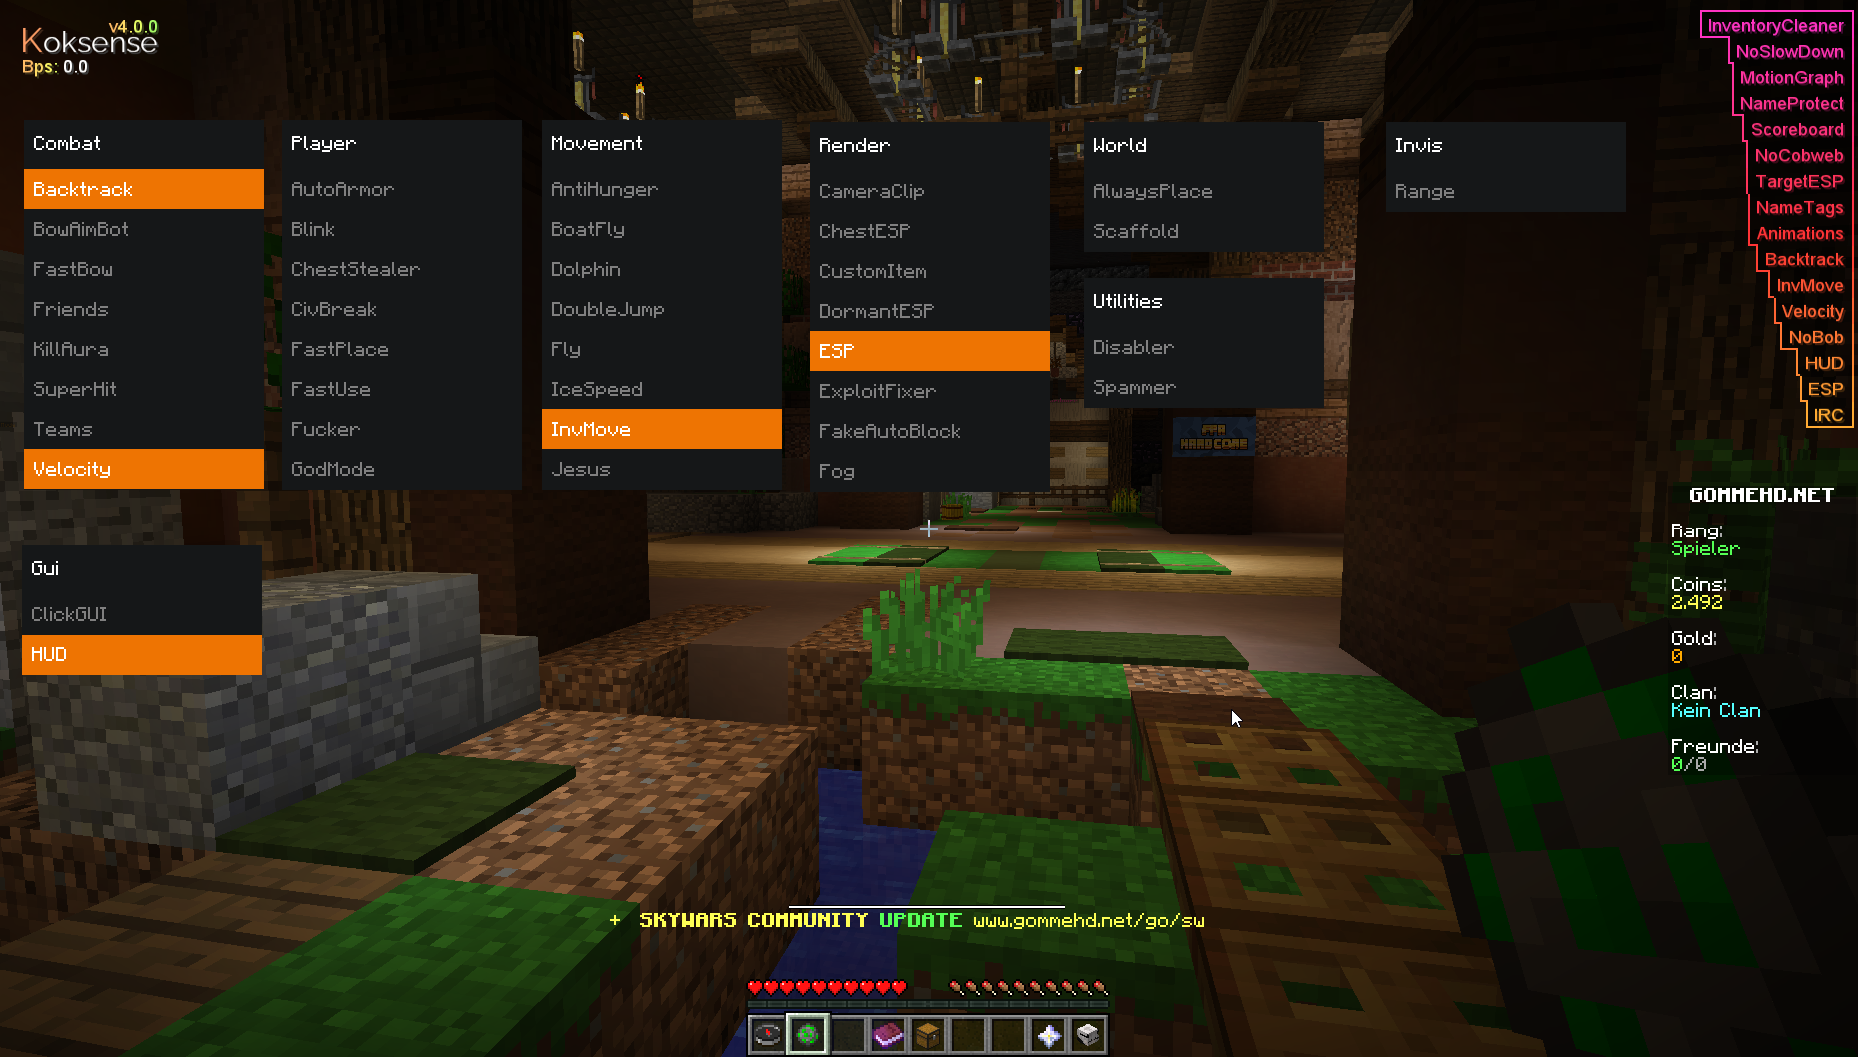 v4.0.0
Koksense
Bps: 0.0
Combat
Backtrack
BowAimBot
FastBow
Friends
KillAura
SuperHit
Teams
Velocity
Player
AutoArmor
Blink
ChestStealer
CivBreak
FastPlace
FastUse
Fucker
GodMode
Movement
AntiHunger
BoatFly
Dolphin
DoubleJump
Fly
IceSpeed
InvMove
Jesus
Render
CameraClip
ChestESP
CustomItem
DormantESP
ESP
ExploitFixer
FakeAutoBlock
Fog
World
AlwaysPlace
Scaffold
Utilities
Disabler
Spammer
Invis
Range
Gui
ClickGUI
HUD
InventoryCleaner
NoSlowDown
MotionGraph
NameProtect
Scoreboard
NoCobweb
TargetESP
NameTags
Animations
Backtrack
InvMove
Velocity
NoBob
HUD
ESP
IRC
FFA
HARDCORE
GOMMEHD.NET
Rang:
Spieler
Coins:
2.492
Gold:
0
Clan:
Kein Clan
Freunde:
0/0
+ SKYWARS COMMUNITY UPDATE www.gommehd.net/go/sw